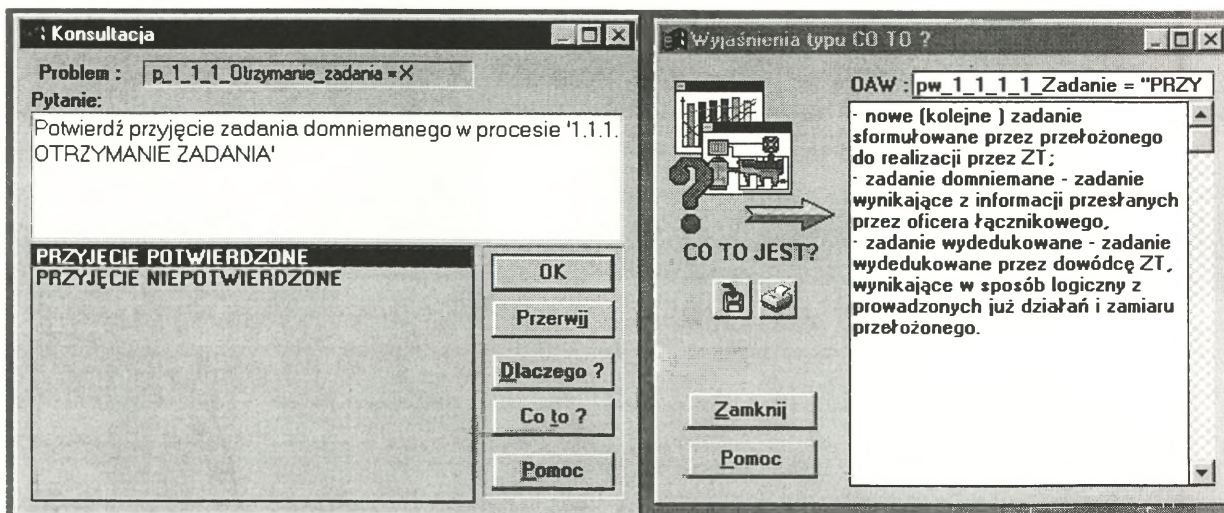 Konsultacja
Problem : p_1_1_1_Otrzymanie_zadania = X
Pytanie:
Potwierdź przyjęcie zadania domniemanego w procesie '1.1.1.
OTRZYMANIE ZADANIA'
PRZYJĘCIE POTWIERDZONE
PRZYJĘCIE NIEPOTWIERDZONE
OK
Przerwij
Dlaczego ?
Co to ?
Pomoc
Wyjaśnienia typu CO TO ?
OAW : pw_1_1_1_1_Zadanie = "PRZY
- nowe (kolejne ) zadanie
sformułowane przez przełożonego
do realizacji przez ZT;
- zadanie domniemane - zadanie
wynikające z informacji przesłanych
przez oficera łącznikowego,
- zadanie wydedukowane - zadanie
wydedukowane przez dowódcę ZT,
wynikające w sposób logiczny z
prowadzonych już działań i zamiaru
przełożonego.
CO TO JEST?
Zamknij
Pomoc